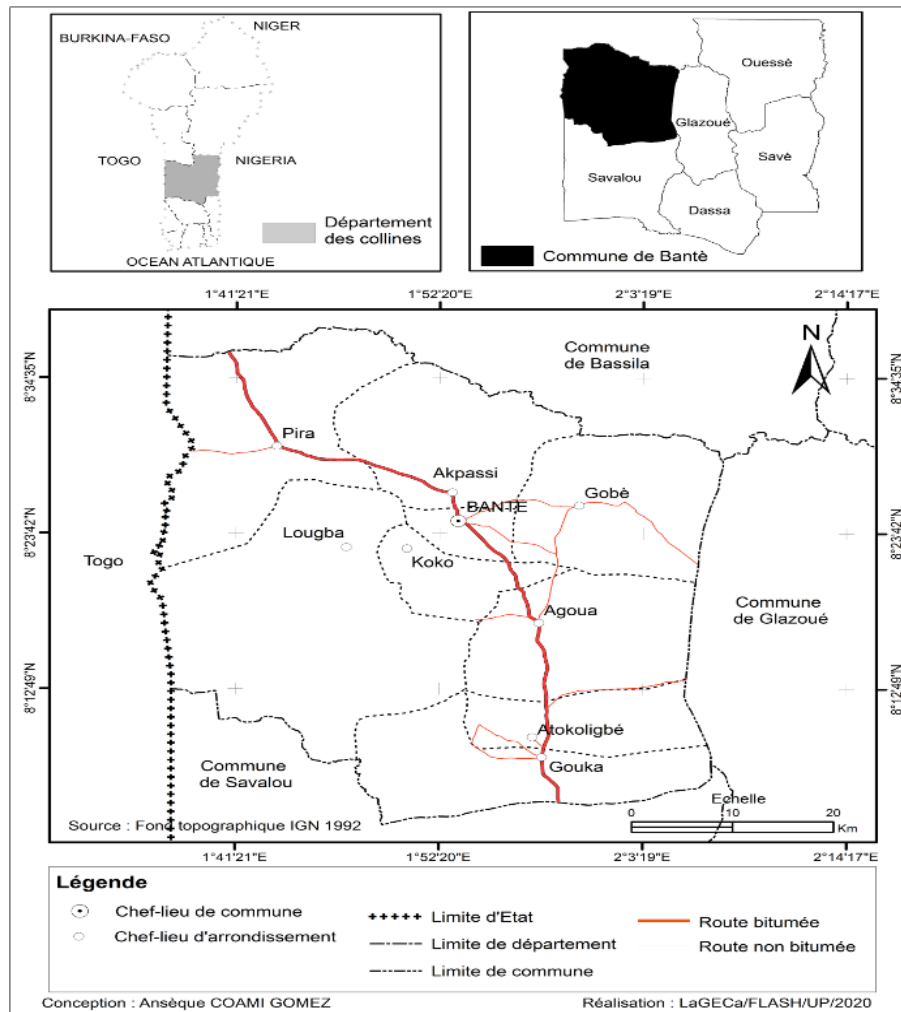 NIGER
BURKINA-FASO
TOGO
NIGERIA
Département
des collines
OCEAN ATLANTIQUE
Ouessè
Glazoué
Savè
Savalou
Dassa
Commune de Bantè
1°41'21"E 1°52'20"E 2°3'19"E 2°14'17"E
N
Commune
de Bassila
8°34'35"N 8°34'35"N
Pira
Akpassi
Gobè
BANTE
8°23'42"N 8°23'42"N
Lougba
Koko
Togo
Agoua
Commune
de Glazoué
8°12'49"N 8°12'49"N
Atokoligbé
Gouka
Commune
de Savalou
Echelle
0 10 20
Km
Source : Fond topographique IGN 1992
1°41'21"E 1°52'20"E 2°3'19"E 2°14'17"E
Légende
Chef-lieu de commune
Chef-lieu d'arrondissement
Limite d'Etat
Limite de département
Limite de commune
Route bitumée
Route non bitumée
Conception : Ansèque COAMI GOMEZ
Réalisation : LaGECa/FLASH/UP/2020